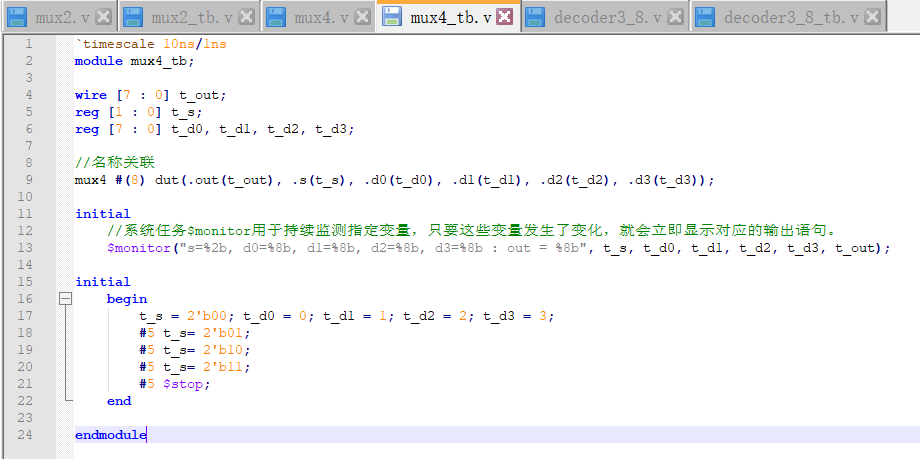 mux2.v mux2_tb.v mux4.v mux4_tb.v decoder3_8.v decoder3_8_tb.v
1 `timescale 10ns/1ns
2 module mux4_tb;
3
4 wire [7 : 0] t_out;
5 reg [1 : 0] t_s;
6 reg [7 : 0] t_d0, t_d1, t_d2, t_d3;
7
8 //名称关联
9 mux4 #(8) dut(.out(t_out), .s(t_s), .d0(t_d0), .d1(t_d1), .d2(t_d2), .d3(t_d3));
10
11 initial
12 //系统任务$monitor用于持续监测指定变量，只要这些变量发生了变化，就会立即显示对应的输出语句。
13 $monitor("s=%2b, d0=%8b, d1=%8b, d2=%8b, d3=%8b : out = %8b", t_s, t_d0, t_d1, t_d2, t_d3, t_out);
14
15 initial
16 begin
17 t_s = 2'b00; t_d0 = 0; t_d1 = 1; t_d2 = 2; t_d3 = 3;
18 #5 t_s= 2'b01;
19 #5 t_s= 2'b10;
20 #5 t_s= 2'b11;
21 #5 $stop;
22 end
23
24 endmodule